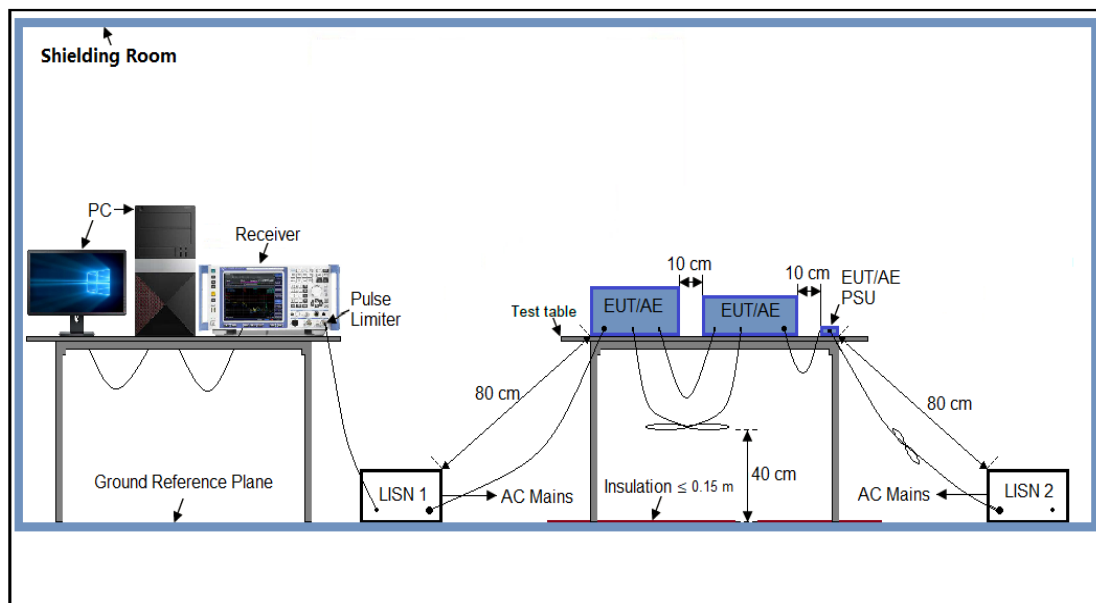 Shielding Room
PC
Receiver
Pulse
Limiter
10 cm
10 cm
EUT/AE
PSU
EUT/AE
EUT/AE
Test table
80 cm
80 cm
40 cm
Ground Reference Plane
LISN 1
AC Mains
Insulation ≤ 0.15 m
AC Mains
LISN 2